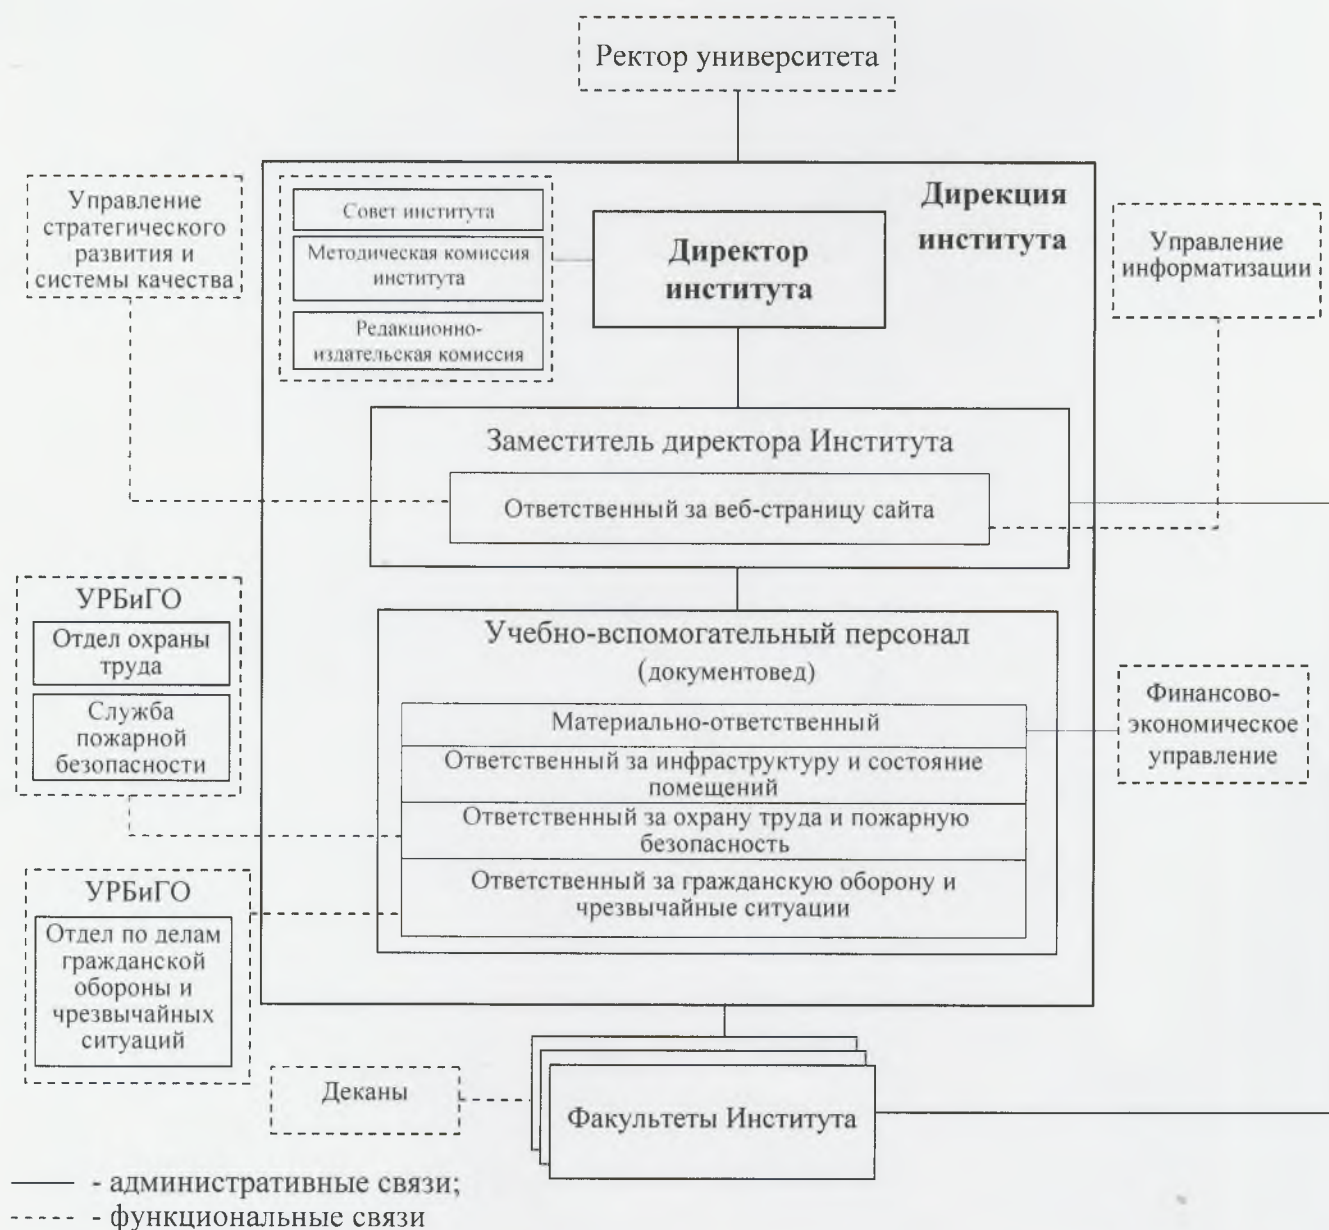 Ректор университета
Управление
стратегического
развития и
системы качества
Совет института
Методическая комиссия
института
Редакционно-
издательская комиссия
Дирекция
института
Директор
института
Управление
информатизации
Заместитель директора Института
Ответственный за веб-страницу сайта
УРБиГО
Отдел охраны
труда
Служба
пожарной
безопасности
Учебно-вспомогательный персонал
(документовед)
Материально-ответственный
Ответственный за инфраструктуру и состояние
помещений
Ответственный за охрану труда и пожарную
безопасность
Ответственный за гражданскую оборону и
чрезвычайные ситуации
Финансово-
экономическое
управление
УРБиГО
Отдел по делам
гражданской
обороны и
чрезвычайных
ситуаций
Деканы
Факультеты Института
- административные связи;
- функциональные связи